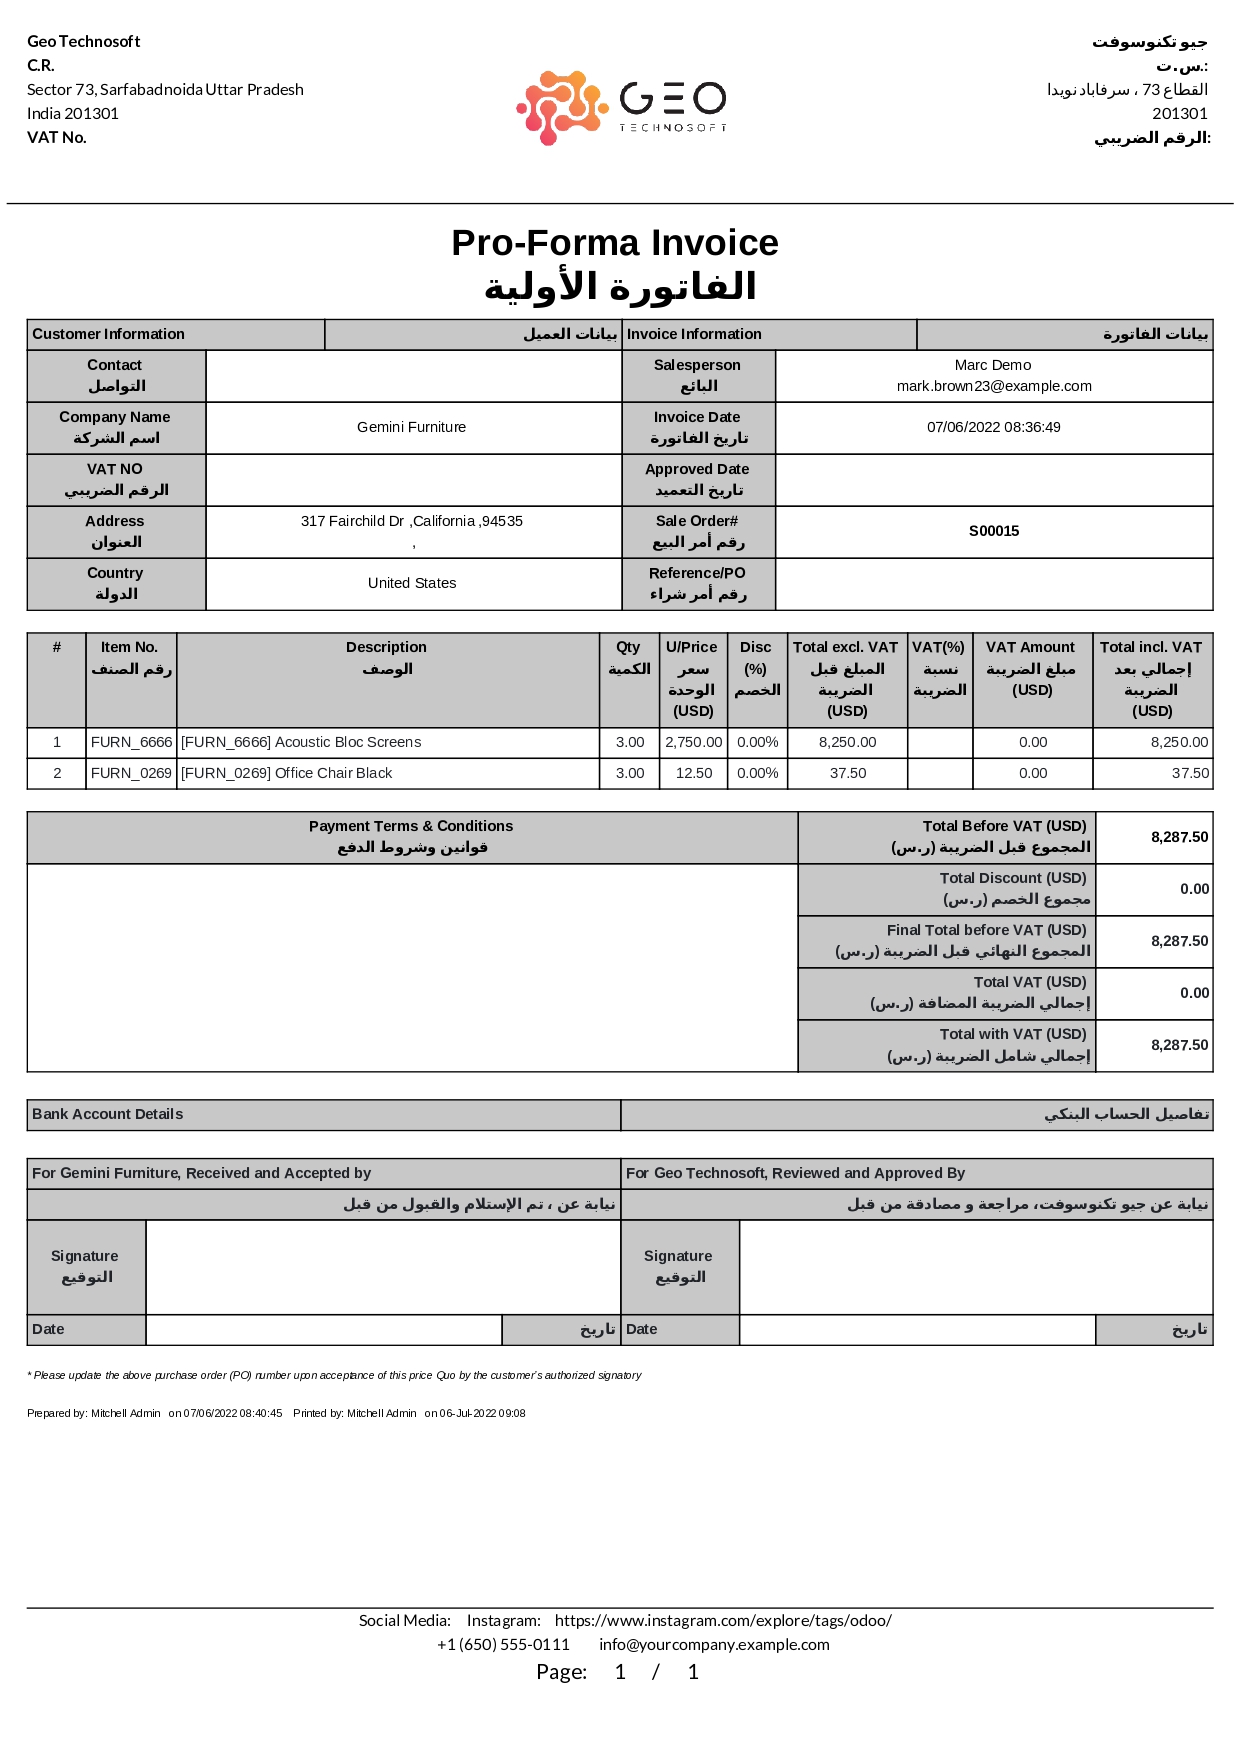 Geo Technosoft
C.R.
Sector 73, Sarfabad noida Uttar Pradesh
India 201301
VAT No.
GEO
TECHNOSOFT
جيو تكنوسوفت
س.ت.:
القطاع 73 ، سرفاباد نويدا
201301
الرقم الضريبي:
Pro-Forma Invoice
الفاتورة الأولية
Customer Information بيانات العميل Invoice Information بيانات الفاتورة
Contact
التواصل
Salesperson
البائع
Marc Demo
mark.brown23@example.com
Company Name
اسم الشركة
Gemini Furniture
Invoice Date
تاريخ الفاتورة
07/06/2022 08:36:49
VAT NO
الرقم الضريبي
Approved Date
تاريخ التعميد
Address
العنوان
317 Fairchild Dr ,California ,94535
,
Sale Order#
رقم أمر البيع
S00015
Country
الدولة
United States
Reference/PO
رقم أمر شراء
#
Item No.
رقم الصنف
Description
الوصف
Qty
الكمية
U/Price
سعر
الوحدة
(USD)
Disc
(%)
الخصم
Total excl. VAT
المبلغ قبل
الضريبة
(USD)
VAT(%)
نسبة
الضريبة
VAT Amount
مبلغ الضريبة
(USD)
Total incl. VAT
إجمالي بعد
الضريبة
(USD)
1 FURN_6666 [FURN_6666] Acoustic Bloc Screens 3.00 2,750.00 0.00% 8,250.00 0.00 8,250.00
2 FURN_0269 [FURN_0269] Office Chair Black 3.00 12.50 0.00% 37.50 0.00 37.50
Payment Terms & Conditions
قوانين وشروط الدفع
Total Before VAT (USD)
المجموع قبل الضريبة (ر.س)
8,287.50
Total Discount (USD)
مجموع الخصم (ر.س)
0.00
Final Total before VAT (USD)
المجموع النهائي قبل الضريبة (ر.س)
8,287.50
Total VAT (USD)
إجمالي الضريبة المضافة (ر.س)
0.00
Total with VAT (USD)
إجمالي شامل الضريبة (ر.س)
8,287.50
Bank Account Details تفاصيل الحساب البنكي
For Gemini Furniture, Received and Accepted by For Geo Technosoft, Reviewed and Approved By
نيابة عن ، تم الإستلام والقبول من قبل
نيابة عن جيو تكنوسوفت، مراجعة و مصادقة من قبل
Signature
التوقيع
Signature
التوقيع
Date تاريخ Date تاريخ
* Please update the above purchase order (PO) number upon acceptance of this price Quo by the customer's authorized signatory
Prepared by: Mitchell Admin on 07/06/2022 08:40:45 Printed by: Mitchell Admin on 06-Jul-2022 09:08
Social Media: Instagram: https://www.instagram.com/explore/tags/odoo/
+1 (650) 555-0111 info@yourcompany.example.com
Page: 1 / 1